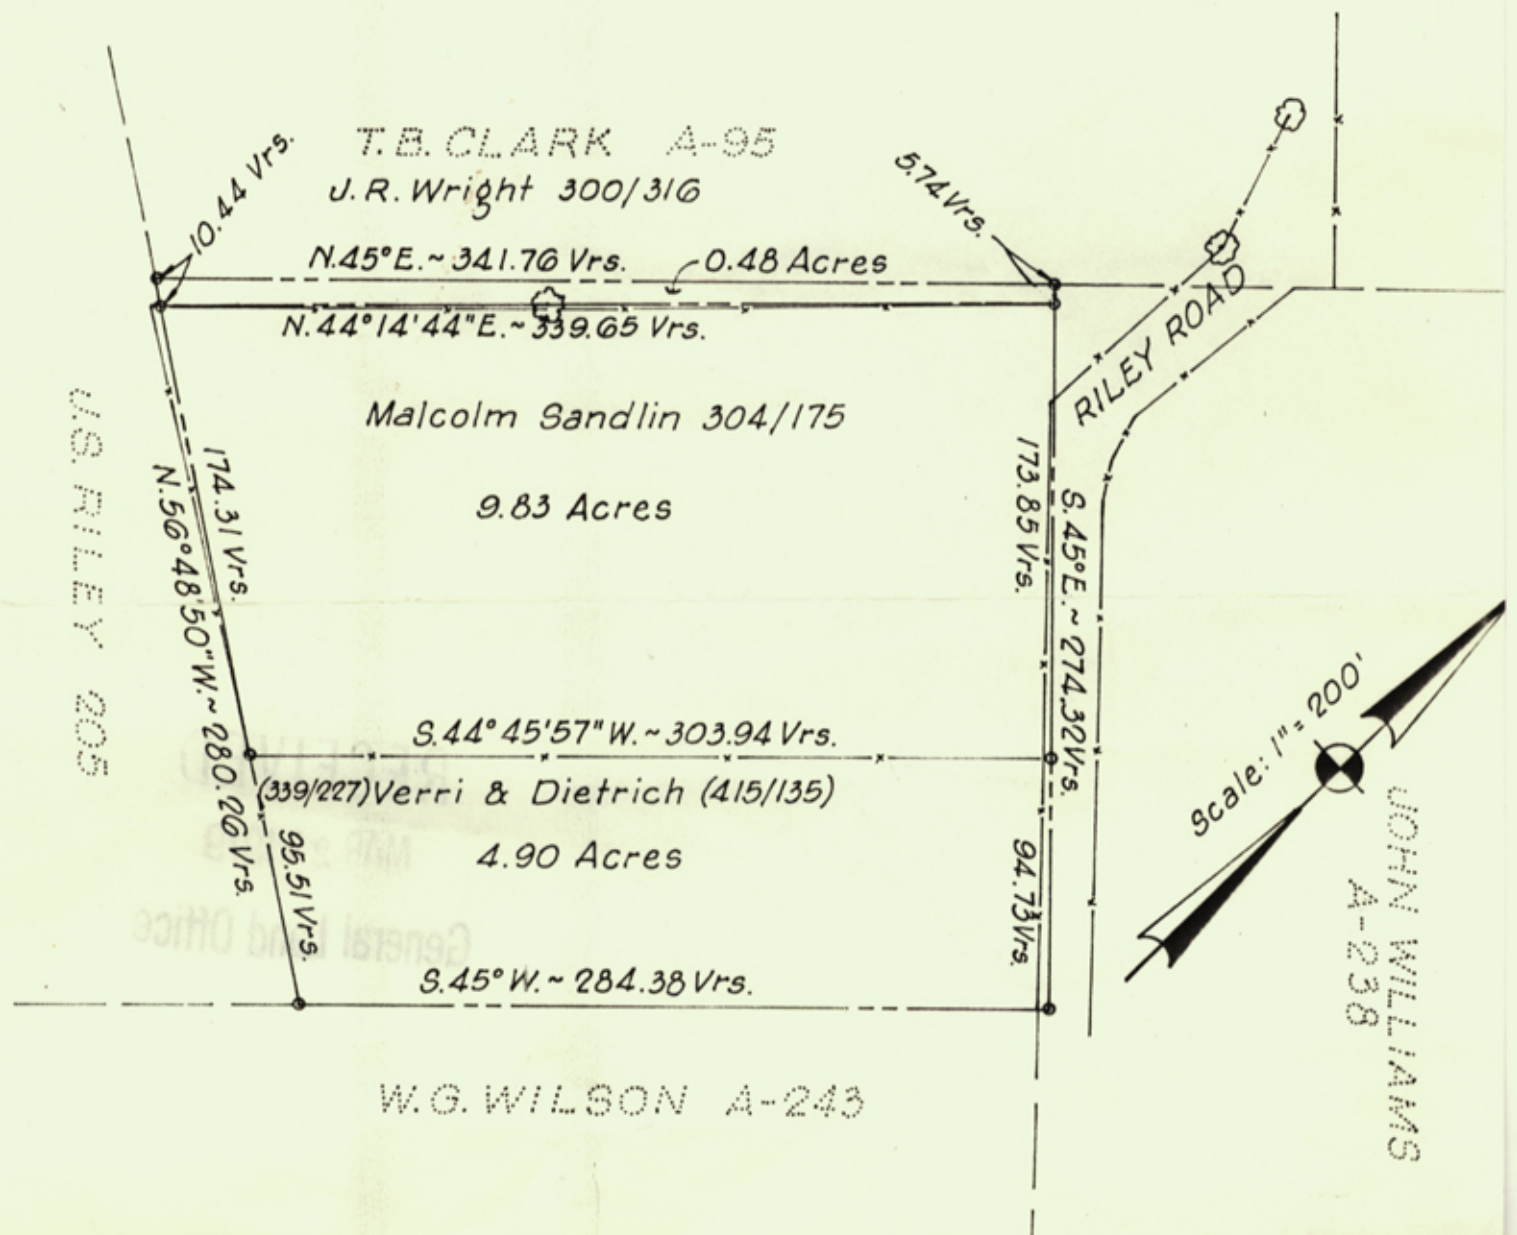 T.B. CLARK A-95
J.R. Wright 300/316
10.44 Vrs.
5.74 Vrs.
N.45°E.~341.76 Vrs.
0.48 Acres
N.44°14'44"E.~339.65 Vrs.
RILEY ROAD
Malcolm Sandlin 304/175
9.83 Acres
J.S. RILEY 205
174.31 Vrs.
N.56°48'50"W.~280.26 Vrs.
173.85 Vrs.
S.45°E.~274.32 Vrs.
S.44°45'57"W.~303.94 Vrs.
(339/227) Verri & Dietrich (415/135)
4.90 Acres
95.51 Vrs.
94.73 Vrs.
S.45°W.~284.38 Vrs.
Scale: 1"=200'
JOHN WILLIAMS
A-238
W.G. WILSON A-243
RECEIVED
MAR
General Land Office